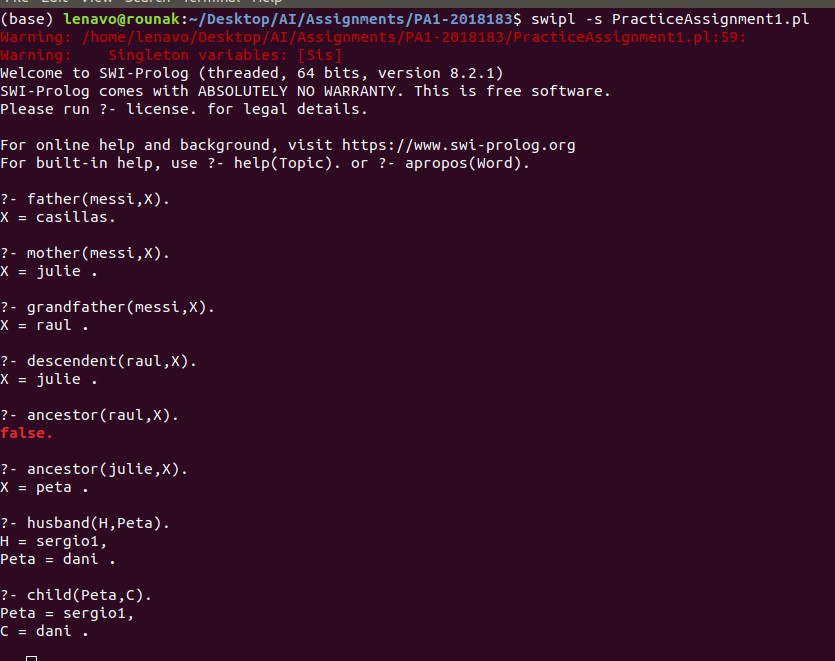 (base) lenavo@rounak:~/Desktop/AI/Assignments/PA1-2018183$ swipl -s PracticeAssignment1.pl
Warning: /home/lenavo/Desktop/AI/Assignments/PA1-2018183/PracticeAssignment1.pl:59:
Warning:    Singleton variables: [Sis]
Welcome to SWI-Prolog (threaded, 64 bits, version 8.2.1)
SWI-Prolog comes with ABSOLUTELY NO WARRANTY. This is free software.
Please run ?- license. for legal details.
For online help and background, visit https://www.swi-prolog.org
For built-in help, use ?- help(Topic). or ?- apropos(Word).
?- father(messi,X).
X = casillas.
?- mother(messi,X).
X = julie .
?- grandfather(messi,X).
X = raul .
?- descendent(raul,X).
X = julie .
?- ancestor(raul,X).
false.
?- ancestor(julie,X).
X = peta .
?- husband(H,Peta).
H = sergio1,
Peta = dani .
?- child(Peta,C).
Peta = sergio1,
C = dani .